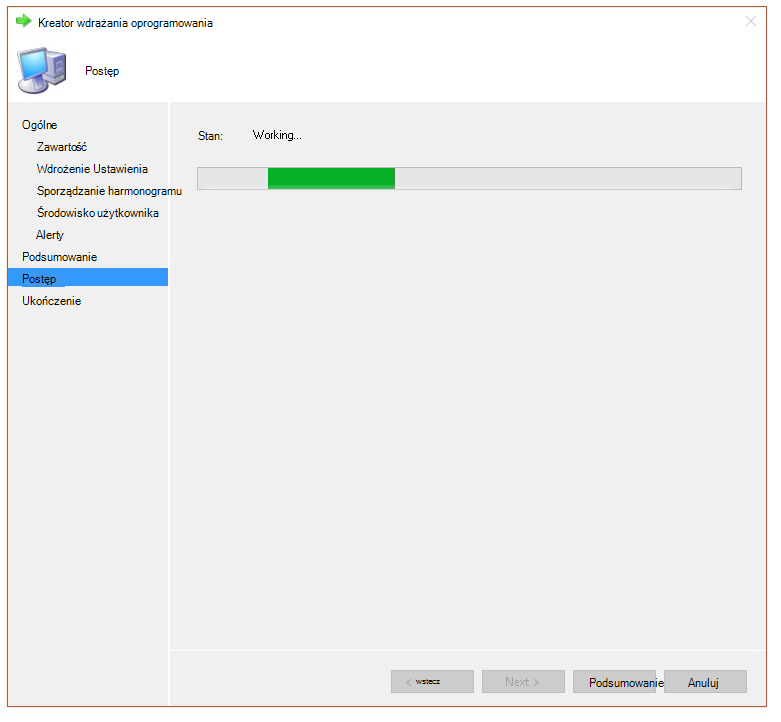 Kreator wdrażania oprogramowania
Postęp
Ogólne
Zawartość
Wdrożenie Ustawienia
Sporządzanie harmonogramu
Środowisko użytkownika
Alerty
Podsumowanie
Postęp
Ukończenie
Stan: Working...
< wstecz Next > Podsumowanie Anuluj